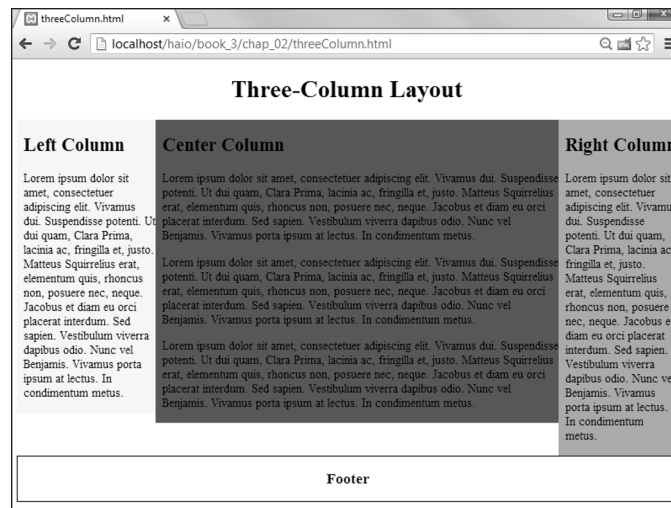 threeColumn.html
localhost/haio/book_3/chap_02/threeColumn.html
Three-Column Layout
Left Column
Lorem ipsum dolor sit
amet, consectetuer
adipiscing elit. Vivamus
dui. Suspendisse potenti. Ut
dui quam, Clara Prima,
lacinia ac, fringilla et, justo.
Matteus Squirrelius erat,
elementum quis, rhoncus
non, posuere nec, neque.
Jacobus et diam eu orci
placerat interdum. Sed
sapien. Vestibulum viverra
dapibus odio. Nunc vel
Benjamis. Vivamus porta
ipsum at lectus. In
condimentum metus.
Center Column
Lorem ipsum dolor sit amet, consectetuer adipiscing elit. Vivamus dui. Suspendisse
potenti. Ut dui quam, Clara Prima, lacinia ac, fringilla et, justo. Matteus Squirrelius
erat, elementum quis, rhoncus non, posuere nec, neque. Jacobus et diam eu orci
placerat interdum. Sed sapien. Vestibulum viverra dapibus odio. Nunc vel
Benjamis. Vivamus porta ipsum at lectus. In condimentum metus.
Lorem ipsum dolor sit amet, consectetuer adipiscing elit. Vivamus dui. Suspendisse
potenti. Ut dui quam, Clara Prima, lacinia ac, fringilla et, justo. Matteus Squirrelius
erat, elementum quis, rhoncus non, posuere nec, neque. Jacobus et diam eu orci
placerat interdum. Sed sapien. Vestibulum viverra dapibus odio. Nunc vel
Benjamis. Vivamus porta ipsum at lectus. In condimentum metus.
Lorem ipsum dolor sit amet, consectetuer adipiscing elit. Vivamus dui. Suspendisse
potenti. Ut dui quam, Clara Prima, lacinia ac, fringilla et, justo. Matteus Squirrelius
erat, elementum quis, rhoncus non, posuere nec, neque. Jacobus et diam eu orci
placerat interdum. Sed sapien. Vestibulum viverra dapibus odio. Nunc vel
Benjamis. Vivamus porta ipsum at lectus. In condimentum metus.
Right Column
Lorem ipsum dolor sit
amet, consectetuer
adipiscing elit. Vivamu
dui. Suspendisse
potenti. Ut dui quam,
Clara Prima, lacinia ac
fringilla et, justo.
Matteus Squirrelius
erat, elementum quis,
rhoncus non, posuere
nec, neque. Jacobus e
diam eu orci placerat
interdum. Sed sapien.
Vestibulum viverra
dapibus odio. Nunc ve
Benjamis. Vivamus
porta ipsum at lectus.
In condimentum
metus.
Footer